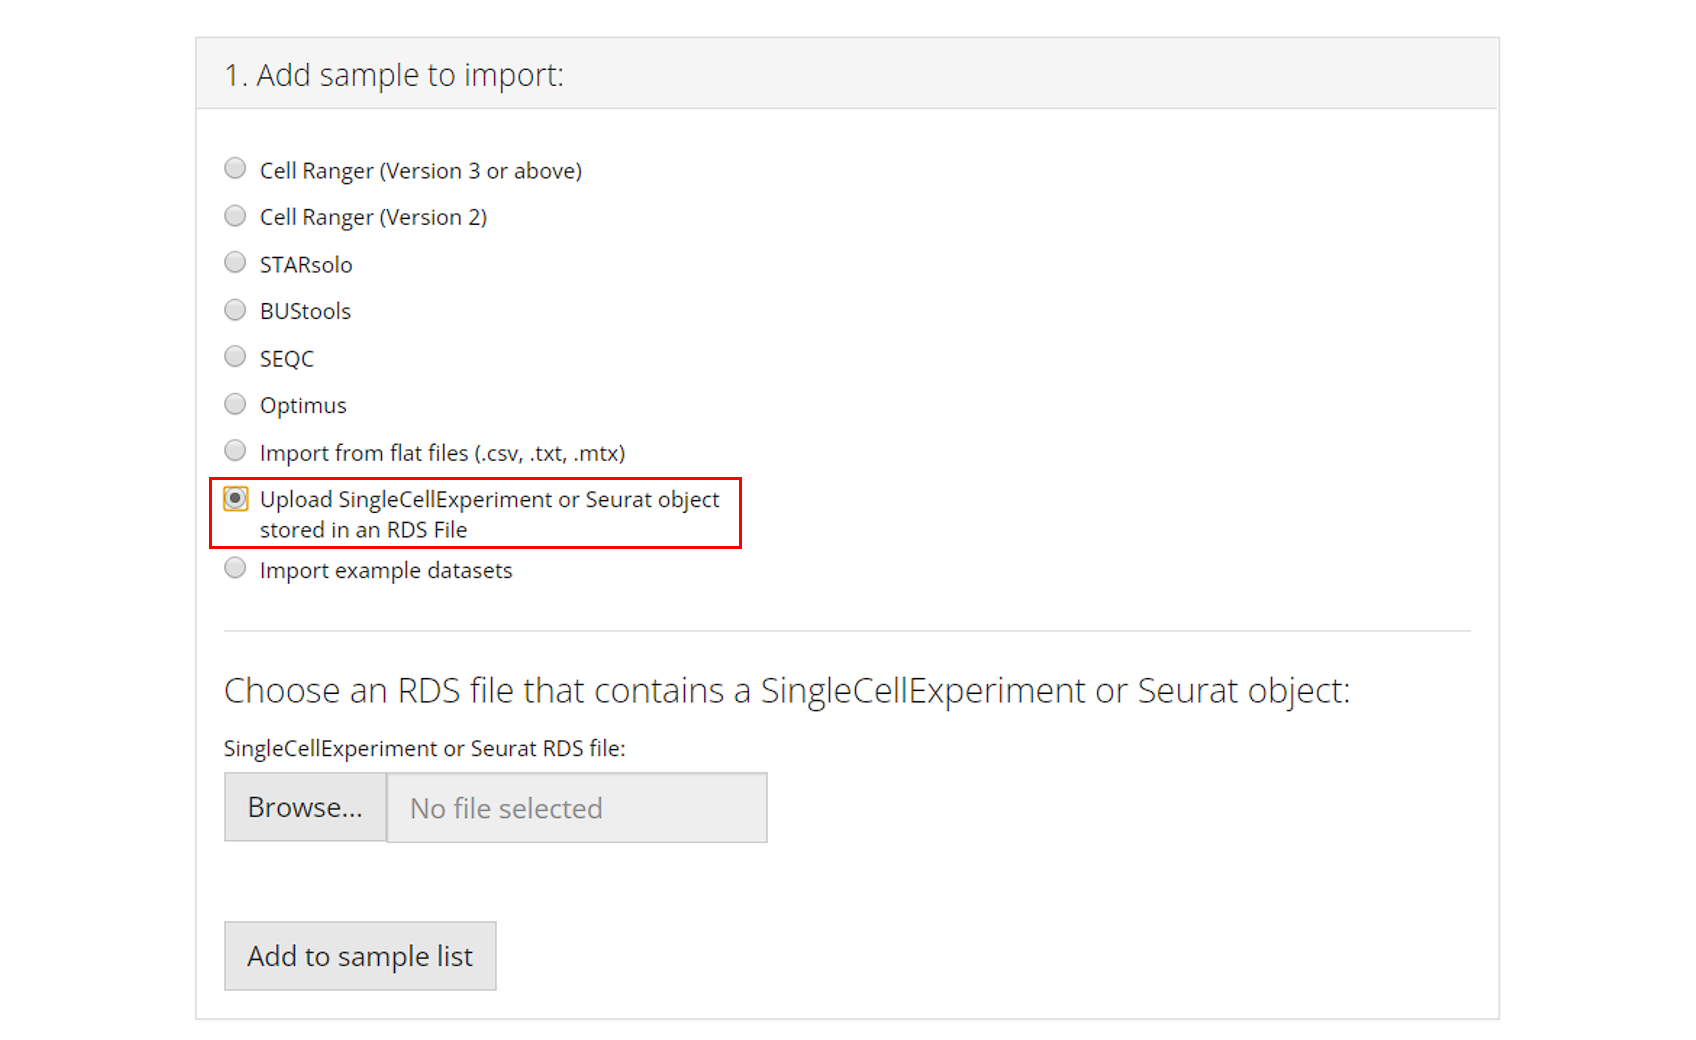 1. Add sample to import:
Cell Ranger (Version 3 or above)
Cell Ranger (Version 2)
STARsolo
BUStools
SEQC
Optimus
Import from flat files (.csv, .txt, .mtx)
Upload SingleCellExperiment or Seurat object
stored in an RDS File
Import example datasets
Choose an RDS file that contains a SingleCellExperiment or Seurat object:
SingleCellExperiment or Seurat RDS file:
Browse... No file selected
Add to sample list